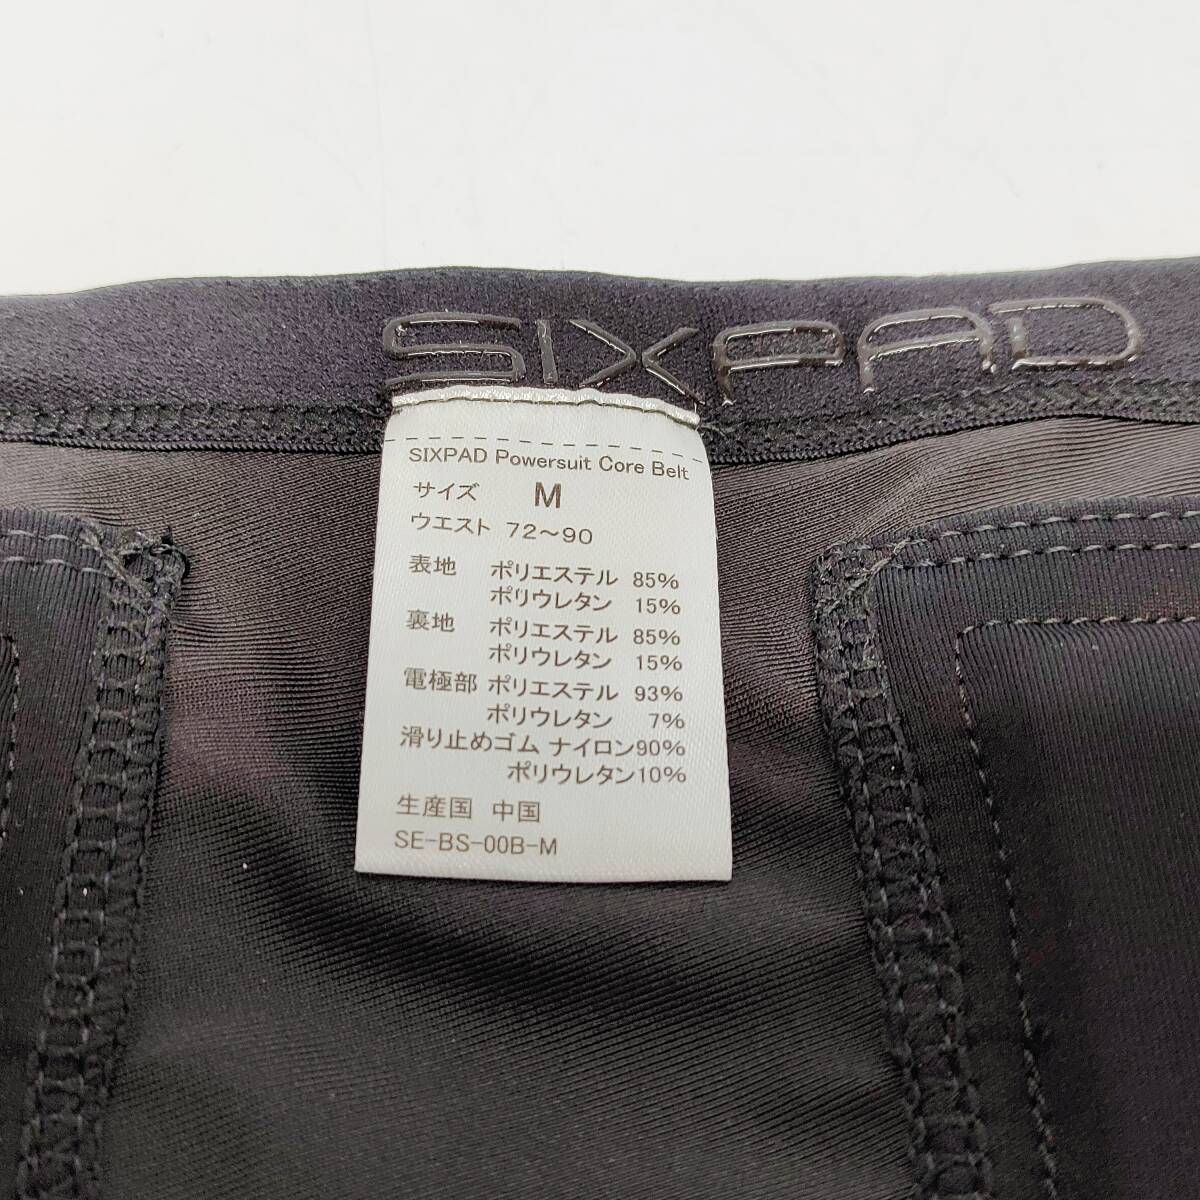 SIXPAD
SIXPAD Powersuit Core Belt
サイズ M
ウエスト 72～90
表地 ポリエステル 85%
ポリウレタン 15%
裏地 ポリエステル 85%
ポリウレタン 15%
電極部 ポリエステル 93%
ポリウレタン 7%
滑り止めゴム ナイロン90%
ポリウレタン10%
生産国 中国
SE-BS-00B-M